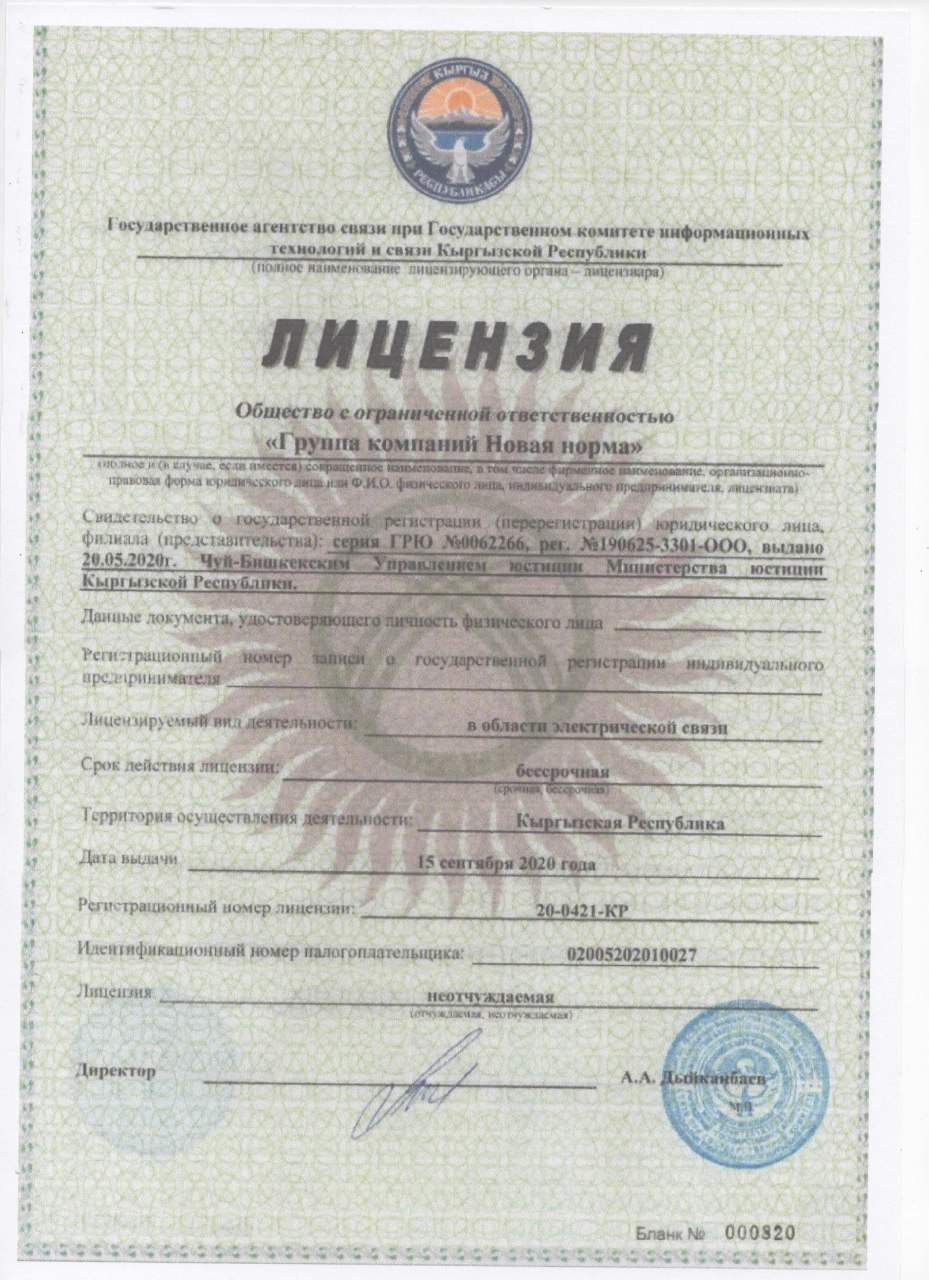 КЫРГЫЗ
РЕСПУБЛИКАСЫ
Государственное агентство связи при Государственном комитете информационных
технологий и связи Кыргызской Республики
(полное наименование лицензирующего органа – лицензиара)
ЛИЦЕНЗИЯ
Общество с ограниченной ответственностью
«Группа компаний Новая норма»
(полное и (в случае, если имеется) сокращенное наименование, в том числе фирменное наименование, организационно-
правовая форма юридического лица или Ф.И.О. физического лица, индивидуального предпринимателя, лицензиата)
Свидетельство о государственной регистрации (перерегистрации) юридического лица,
филиала (представительства): серия ГРЮ №0062266, рег. №190625-3301-ООО, выдано
20.05.2020г. Чуй-Бишкекским Управлением юстиции Министерства юстиции
Кыргызской Республики.
Данные документа, удостоверяющего личность физического лица
Регистрационный номер записи о государственной регистрации индивидуального
предпринимателя
Лицензируемый вид деятельности: в области электрической связи
Срок действия лицензии: бессрочная
(срочная, бессрочная)
Территория осуществления деятельности: Кыргызская Республика
Дата выдачи 15 сентября 2020 года
Регистрационный номер лицензии: 20-0421-КР
Идентификационный номер налогоплательщика: 02005202010027
Лицензия неотчуждаемая
(отчуждаемая, неотчуждаемая)
Директор А.А. Дыйканбаев
МП
Бланк № 000820